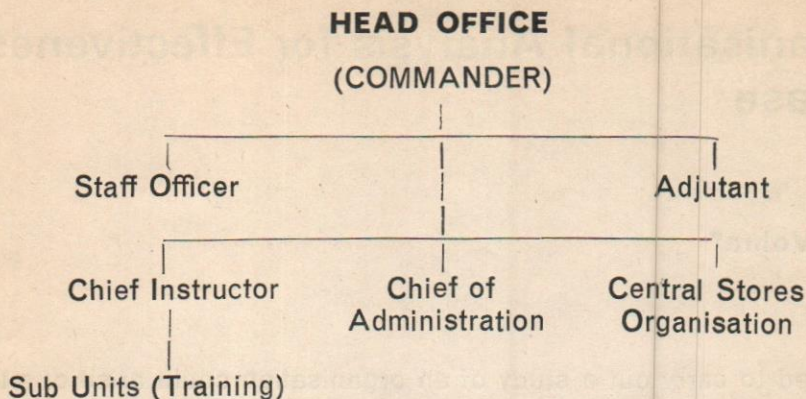 HEAD OFFICE
(COMMANDER)
Staff Officer
Adjutant
Chief Instructor
Chief of
Administration
Central Stores
Organisation
Sub Units (Training)